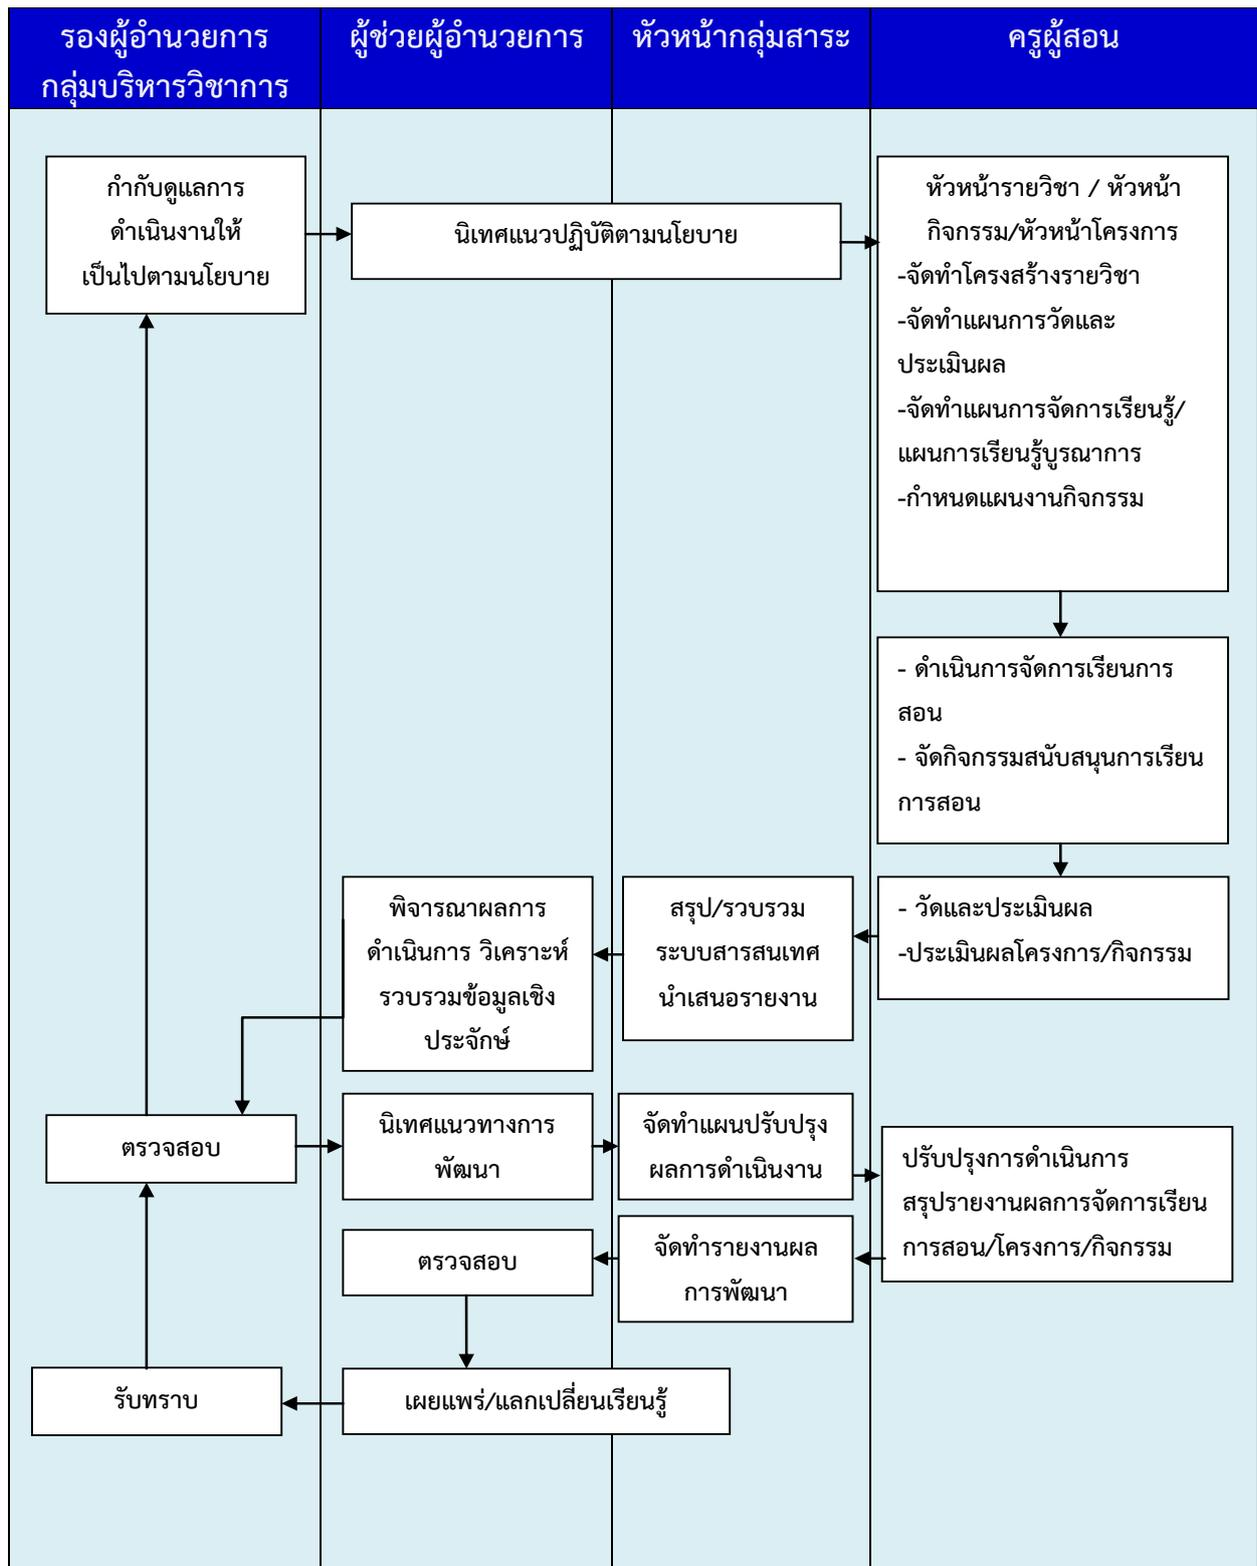 รองผู้อำนวยการ
กลุ่มบริหารวิชาการ
ผู้ช่วยผู้อำนวยการ
หัวหน้ากลุ่มสาระ
ครูผู้สอน
กำกับดูแลการ
ดำเนินงานให้
เป็นไปตามนโยบาย
นิเทศแนวปฏิบัติตามนโยบาย
หัวหน้ารายวิชา / หัวหน้า
กิจกรรม/หัวหน้าโครงการ
-จัดทำโครงสร้างรายวิชา
-จัดทำแผนการวัดและ
ประเมินผล
-จัดทำแผนการจัดการเรียนรู้/
แผนการเรียนรู้บูรณาการ
-กำหนดแผนงานกิจกรรม
- ดำเนินการจัดการเรียนการ
สอน
- จัดกิจกรรมสนับสนุนการเรียน
การสอน
- วัดและประเมินผล
-ประเมินผลโครงการ/กิจกรรม
สรุป/รวบรวม
ระบบสารสนเทศ
นำเสนอรายงาน
พิจารณาผลการ
ดำเนินการ วิเคราะห์
รวบรวมข้อมูลเชิง
ประจักษ์
ตรวจสอบ
นิเทศแนวทางการ
พัฒนา
จัดทำแผนปรับปรุง
ผลการดำเนินงาน
ปรับปรุงการดำเนินการ
สรุปรายงานผลการจัดการเรียน
การสอน/โครงการ/กิจกรรม
จัดทำรายงานผล
การพัฒนา
ตรวจสอบ
เผยแพร่/แลกเปลี่ยนเรียนรู้
รับทราบ